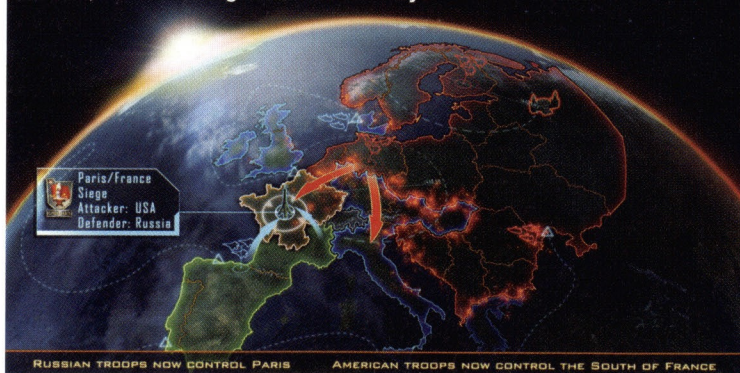 Paris/France
Siege
Attacker: USA
Defender: Russia
RUSSIAN TROOPS NOW CONTROL PARIS AMERICAN TROOPS NOW CONTROL THE SOUTH OF FRANCE